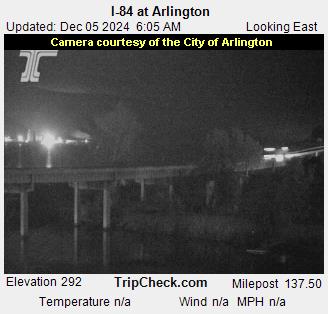 I-84 at Arlington
Updated: Dec 05 2024 6:05 AM Looking East
Camera courtesy of the City of Arlington
Elevation 292 TripCheck.com Milepost 137.50
Temperature n/a Wind n/a MPH n/a